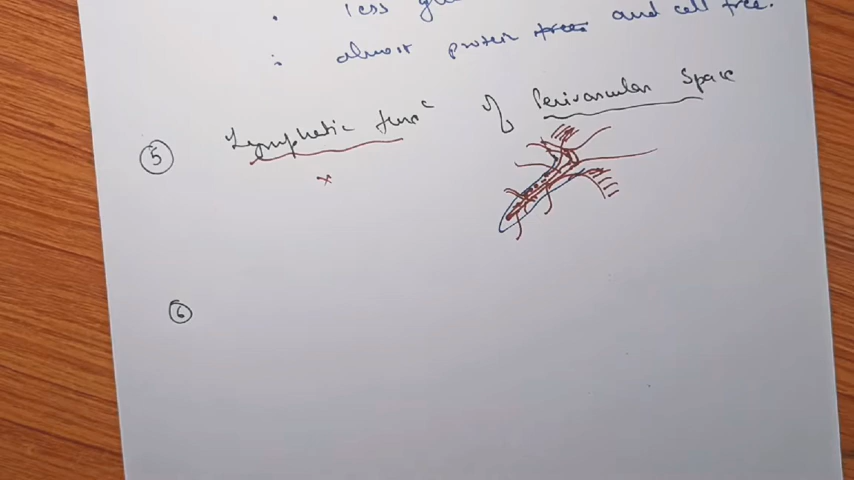 . less
: almost protein free and cell free.
5 Lymphatic func of Perivascular Space
x
6